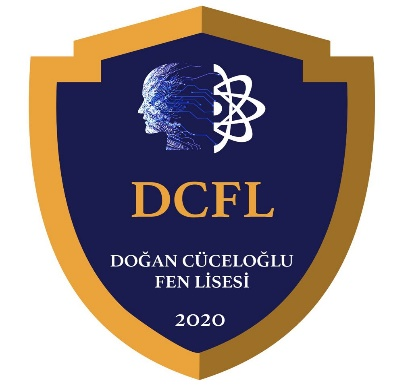 DCFL
DOĞAN CÜCELOĞLU
FEN LİSESİ
2020